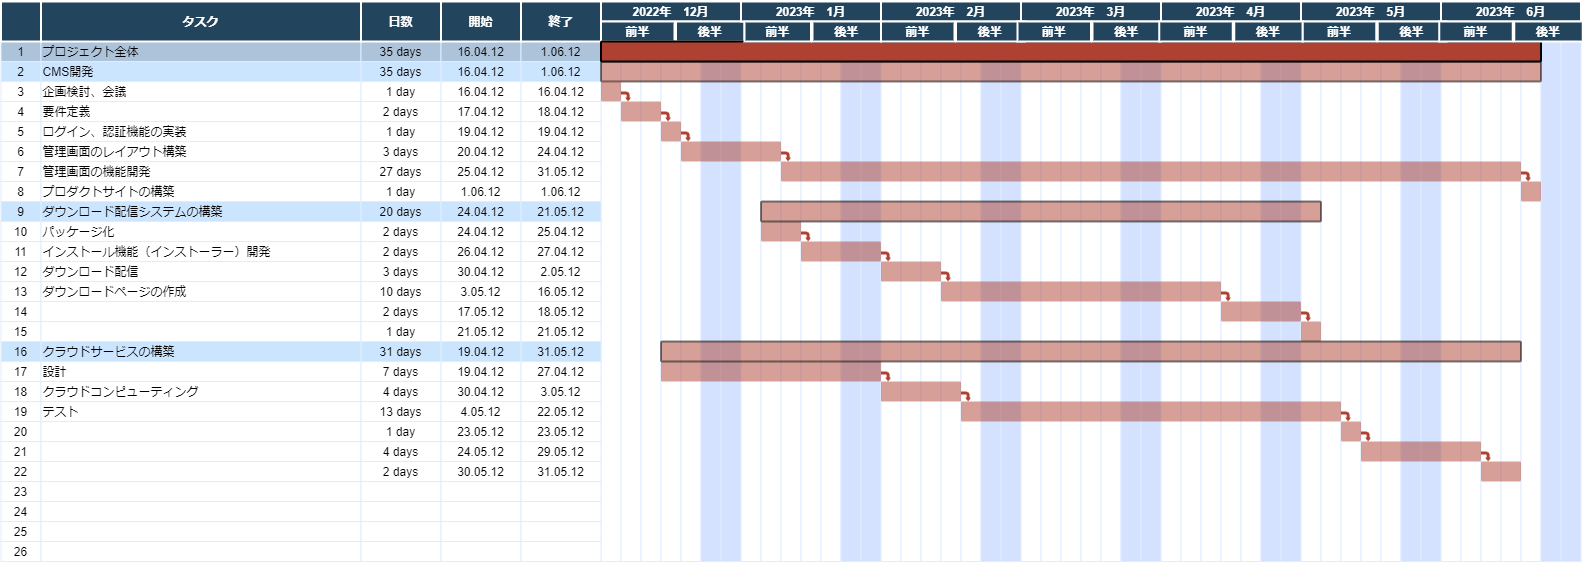 タスク 日数 開始 終了 2022年 12月 2023年 1月 2023年 2月 2023年 3月 2023年 4月 2023年 5月 2023年 6月
前半 後半 前半 後半 前半 後半 前半 後半 前半 後半 前半 後半 前半 後半
1 プロジェクト全体 35 days 16.04.12 1.06.12
2 CMS開発 35 days 16.04.12 1.06.12
3 企画検討、会議 1 day 16.04.12 16.04.12
4 要件定義 2 days 17.04.12 18.04.12
5 ログイン、認証機能の実装 1 day 19.04.12 19.04.12
6 管理画面のレイアウト構築 3 days 20.04.12 24.04.12
7 管理画面の機能開発 27 days 25.04.12 31.05.12
8 プロダクトサイトの構築 1 day 1.06.12 1.06.12
9 ダウンロード配信システムの構築 20 days 24.04.12 21.05.12
10 パッケージ化 2 days 24.04.12 25.04.12
11 インストール機能（インストーラー）開発 2 days 26.04.12 27.04.12
12 ダウンロード配信 3 days 30.04.12 2.05.12
13 ダウンロードページの作成 10 days 3.05.12 16.05.12
14 2 days 17.05.12 18.05.12
15 1 day 21.05.12 21.05.12
16 クラウドサービスの構築 31 days 19.04.12 31.05.12
17 設計 7 days 19.04.12 27.04.12
18 クラウドコンピューティング 4 days 30.04.12 3.05.12
19 テスト 13 days 4.05.12 22.05.12
20 1 day 23.05.12 23.05.12
21 4 days 24.05.12 29.05.12
22 2 days 30.05.12 31.05.12
23
24
25
26